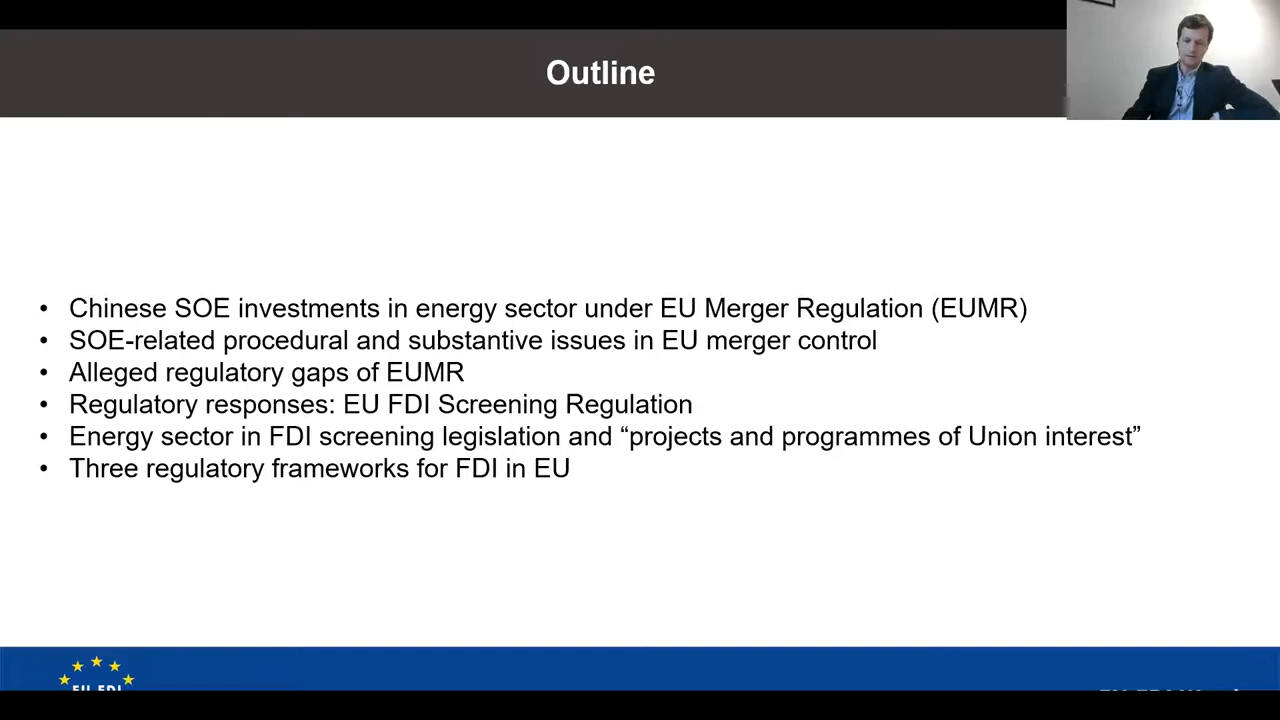 Outline
• Chinese SOE investments in energy sector under EU Merger Regulation (EUMR)
• SOE-related procedural and substantive issues in EU merger control
• Alleged regulatory gaps of EUMR
• Regulatory responses: EU FDI Screening Regulation
• Energy sector in FDI screening legislation and “projects and programmes of Union interest”
• Three regulatory frameworks for FDI in EU
EU FDI